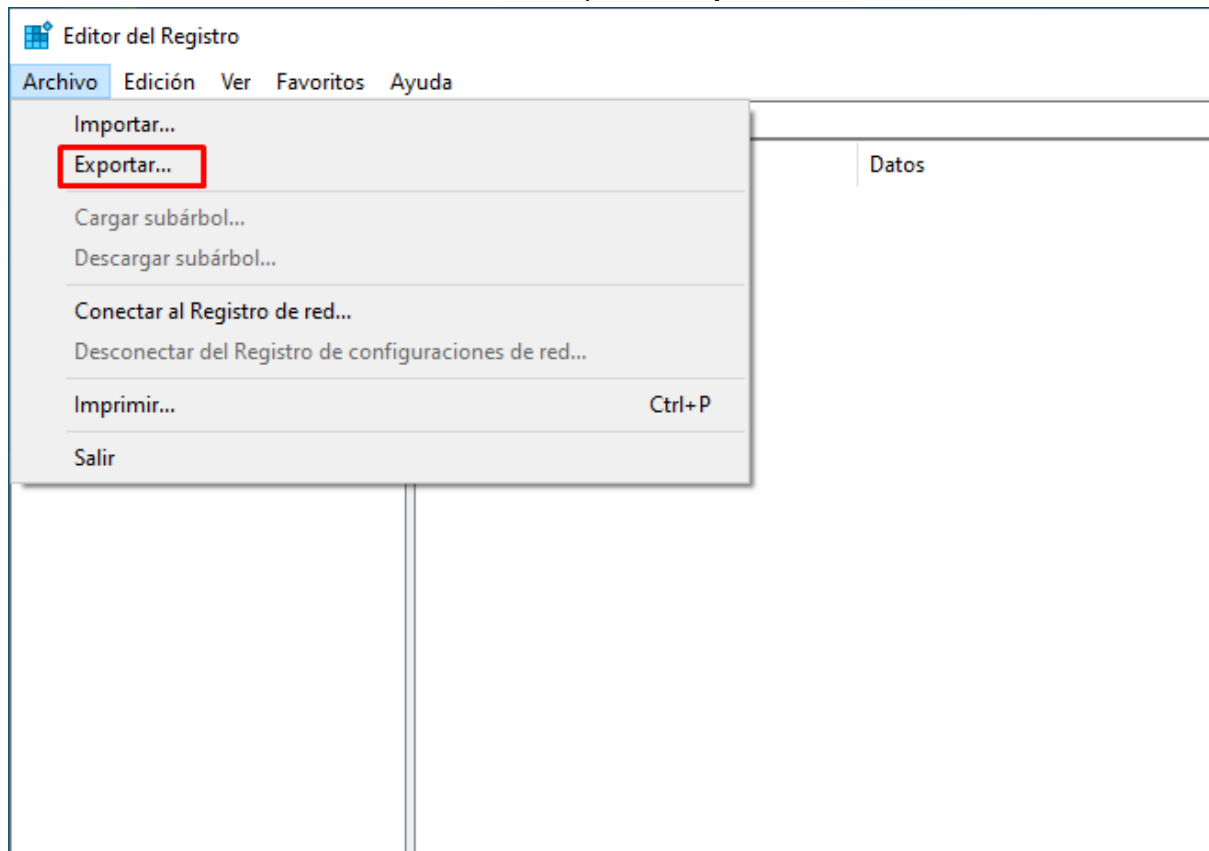 Editor del Registro
Archivo Edición Ver Favoritos Ayuda
Importar...
Exportar...
Datos
Cargar subárbol...
Descargar subárbol...
Conectar al Registro de red...
Desconectar del Registro de configuraciones de red...
Imprimir... Ctrl+P
Salir